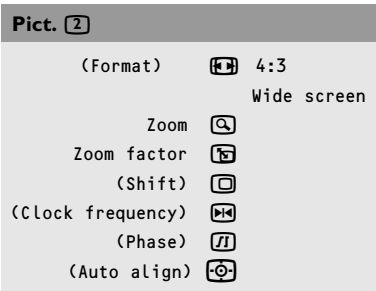 Pict. 2
(Format) 4:3
Wide screen
Zoom
Zoom factor
(Shift)
(Clock frequency)
(Phase)
(Auto align)